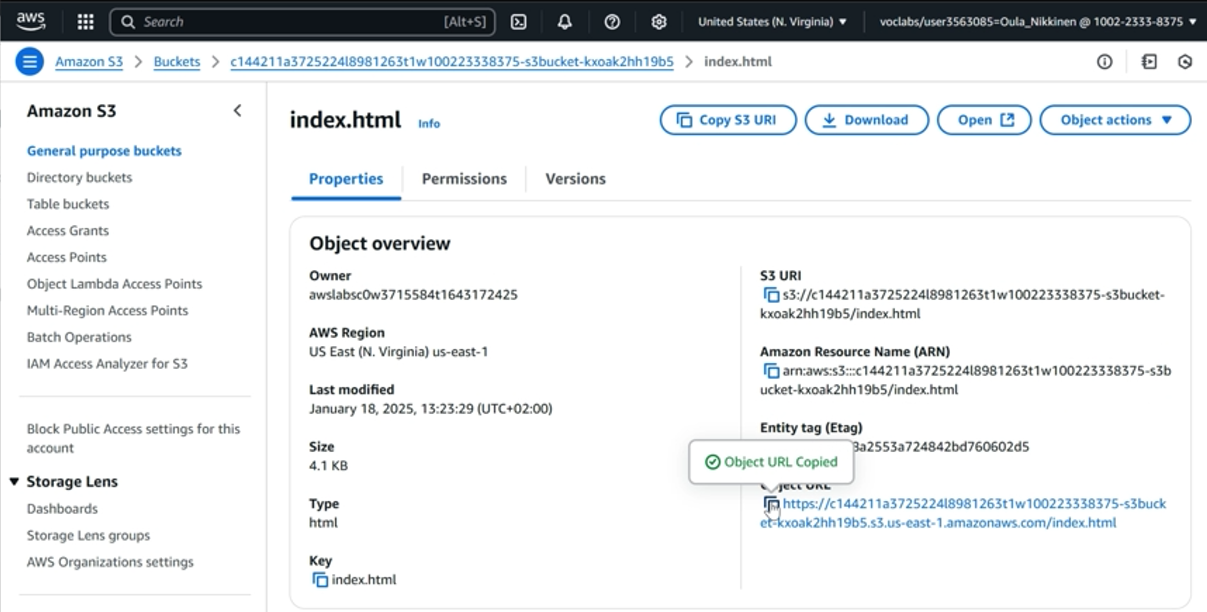 aws
Search [Alt+S]
United States (N. Virginia) ▼
voclabs/user3563085=Oula_Nikkinen @ 1002-2333-8375 ▼
Amazon S3 > Buckets > c144211a3725224l8981263t1w100223338375-s3bucket-kxoak2hh19b5 > index.html
Amazon S3
General purpose buckets
Directory buckets
Table buckets
Access Grants
Access Points
Object Lambda Access Points
Multi-Region Access Points
Batch Operations
IAM Access Analyzer for S3
Block Public Access settings for this
account
Storage Lens
Dashboards
Storage Lens groups
AWS Organizations settings
index.html Info
Copy S3 URI
Download
Open
Object actions ▼
Properties
Permissions
Versions
Object overview
Owner
awslabsc0w3715584t1643172425
AWS Region
US East (N. Virginia) us-east-1
Last modified
January 18, 2025, 13:23:29 (UTC+02:00)
Size
4.1 KB
Type
html
Key
index.html
S3 URI
s3://c144211a3725224l8981263t1w100223338375-s3bucket-
kxoak2hh19b5/index.html
Amazon Resource Name (ARN)
arn:aws:s3:::c144211a3725224l8981263t1w100223338375-s3b
ucket-kxoak2hh19b5/index.html
Entity tag (Etag)
a2553a724842bd760602d5
Object URL Copied
Object URL
https://c144211a3725224l8981263t1w100223338375-s3buck
et-kxoak2hh19b5.s3.us-east-1.amazonaws.com/index.html